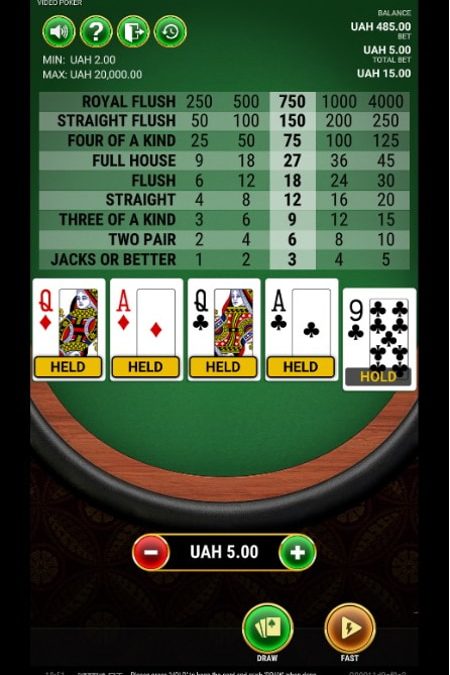 VIDEO POKER
BALANCE
UAH 485.00
BET
UAH 5.00
TOTAL BET
UAH 15.00
MIN: UAH 2.00
MAX: UAH 20,000.00
ROYAL FLUSH 250 500 750 1000 4000
STRAIGHT FLUSH 50 100 150 200 250
FOUR OF A KIND 25 50 75 100 125
FULL HOUSE 9 18 27 36 45
FLUSH 6 12 18 24 30
STRAIGHT 4 8 12 16 20
THREE OF A KIND 3 6 9 12 15
TWO PAIR 2 4 6 8 10
JACKS OR BETTER 1 2 3 4 5
Q A Q A 9
HELD HELD HELD HELD HOLD
UAH 5.00
DRAW FAST